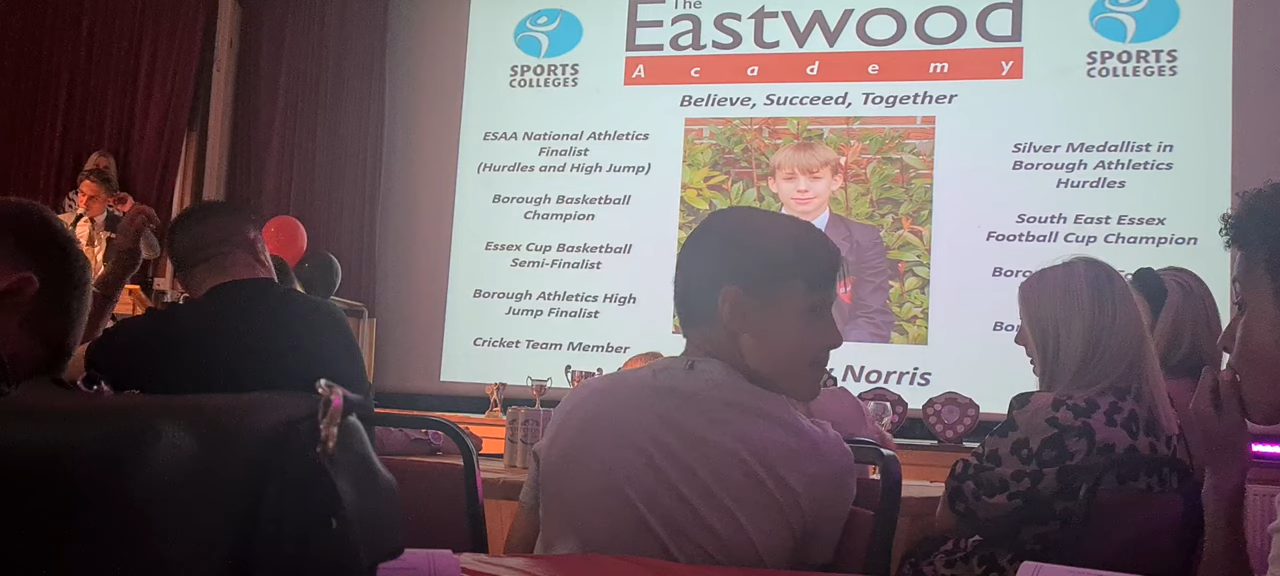 The
Eastwood
Academy
SPORTS
COLLEGES
SPORTS
COLLEGES
Believe, Succeed, Together
ESAA National Athletics
Finalist
(Hurdles and High Jump)
Borough Basketball
Champion
Essex Cup Basketball
Semi-Finalist
Borough Athletics High
Jump Finalist
Cricket Team Member
Silver Medallist in
Borough Athletics
Hurdles
South East Essex
Football Cup Champion
Norris